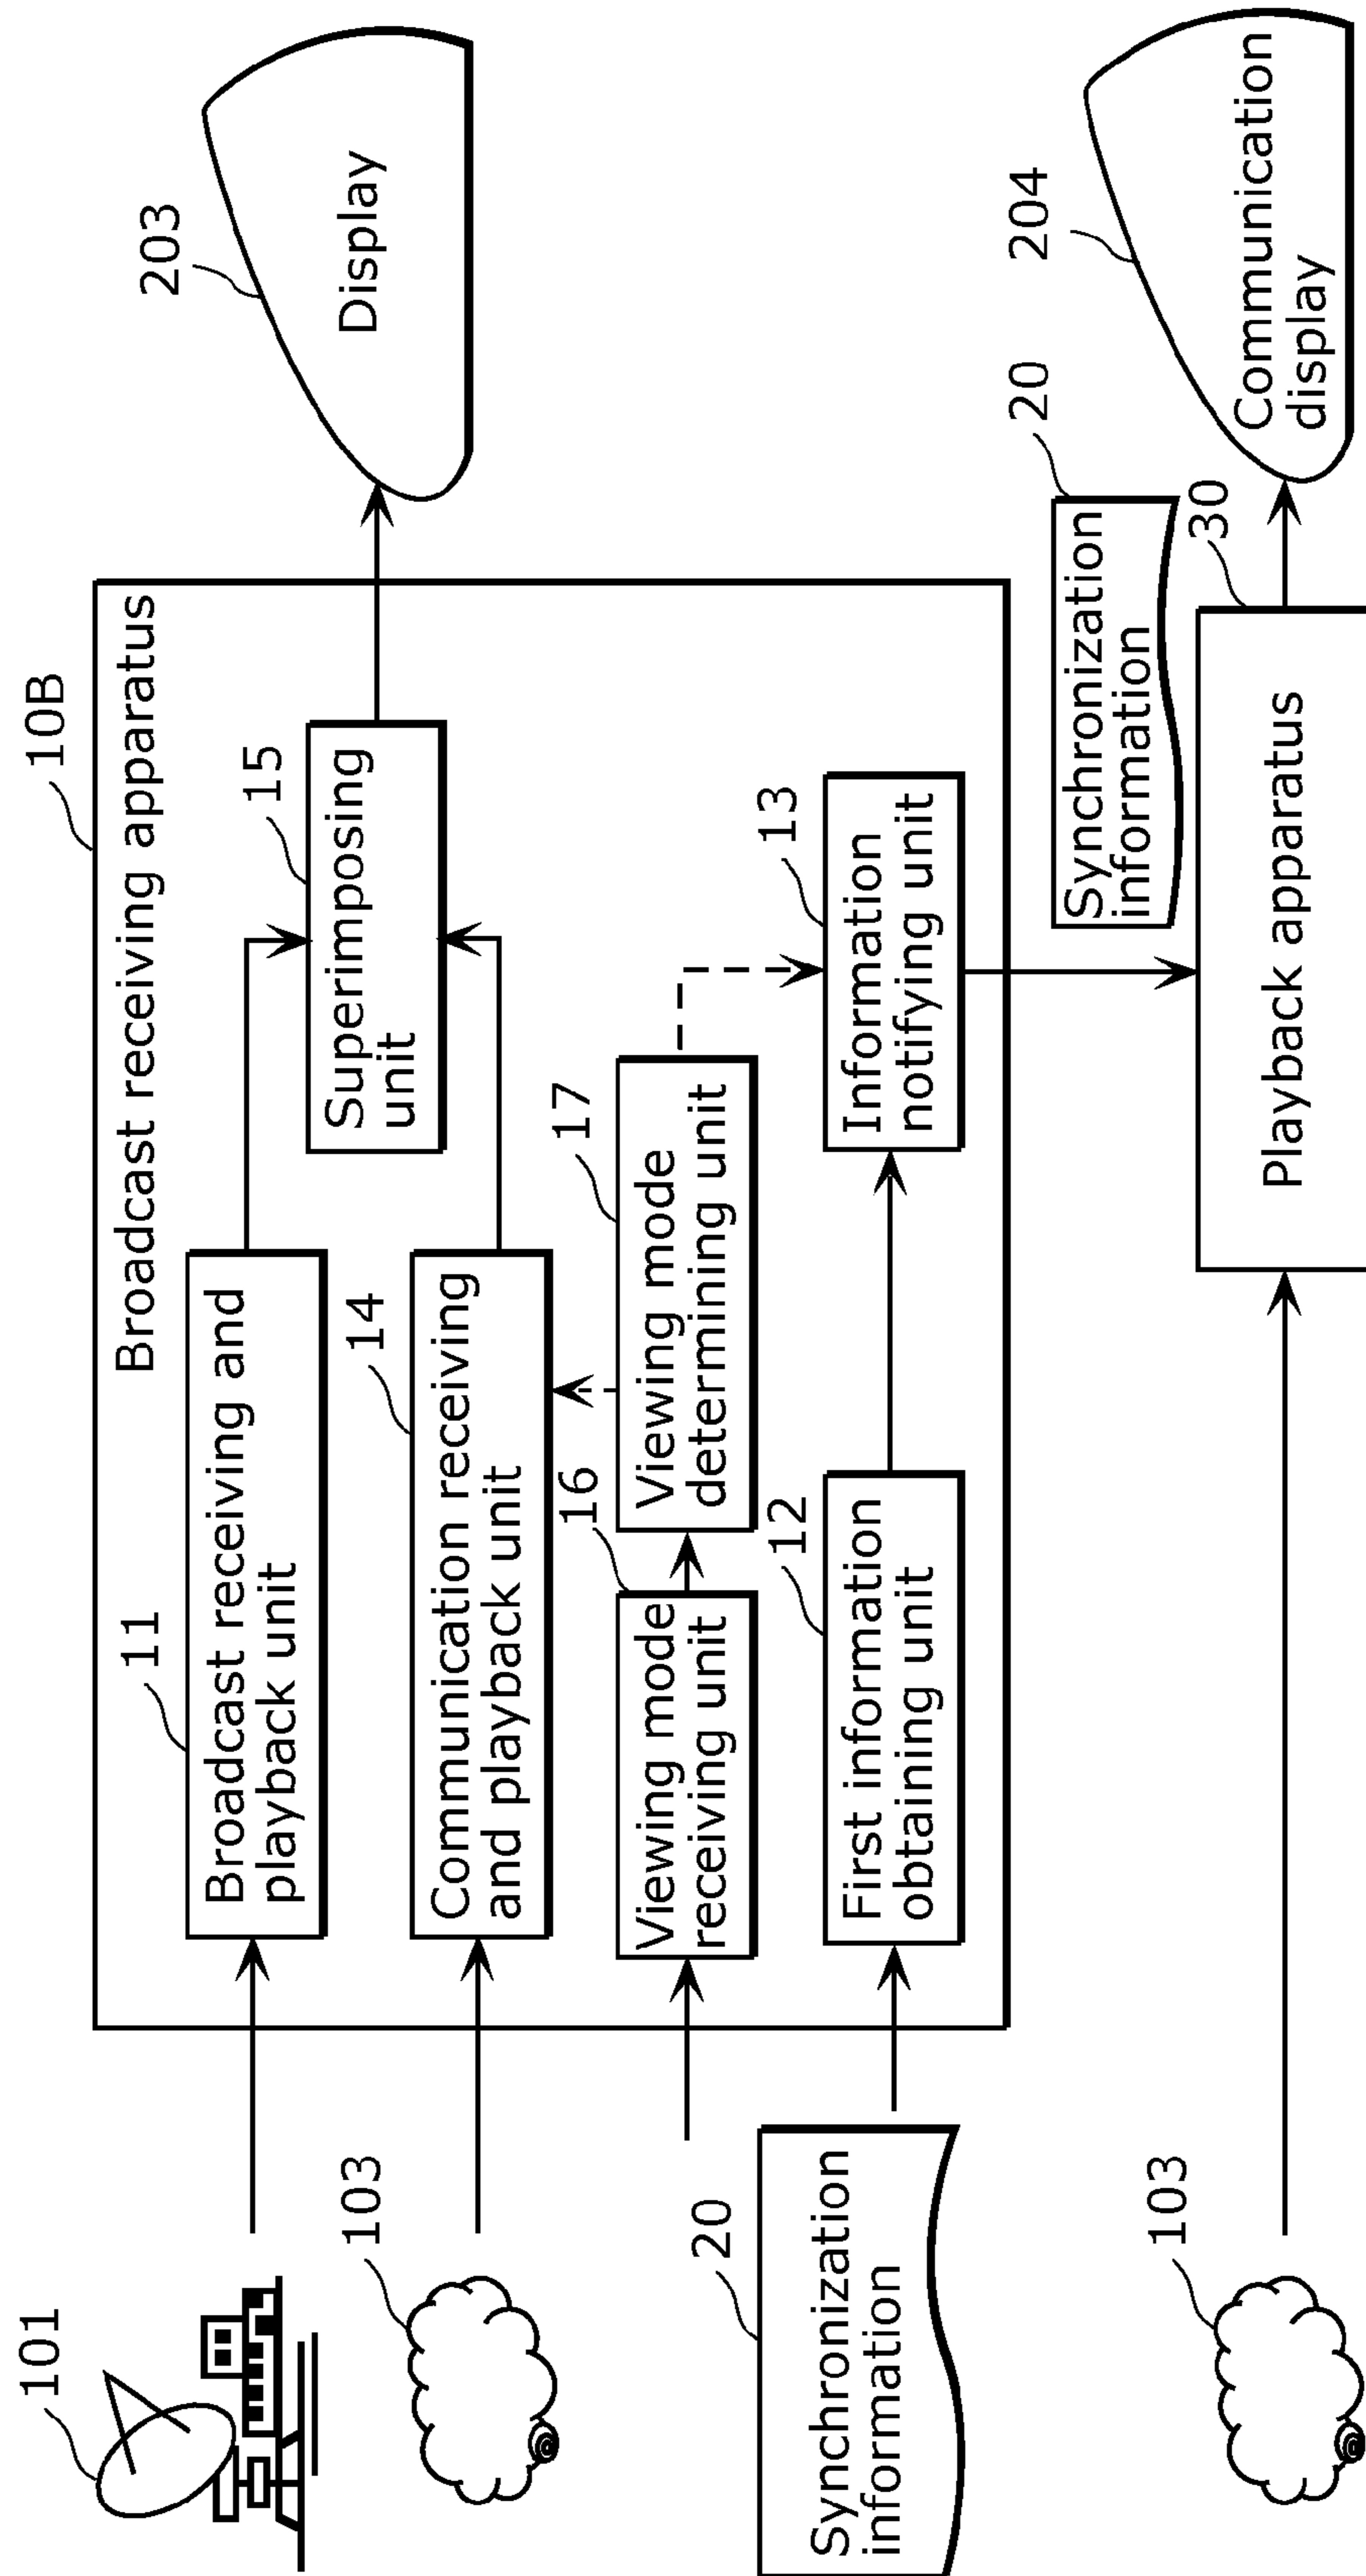 10B
Broadcast receiving apparatus
101
11
Broadcast receiving and
playback unit
15
Superimposing
unit
203
Display
103
14
Communication receiving
and playback unit
16
Viewing mode
receiving unit
17
Viewing mode
determining unit
20
Synchronization
information
12
First information
obtaining unit
13
Information
notifying unit
20
Synchronization
information
103
30
Playback apparatus
204
Communication
display